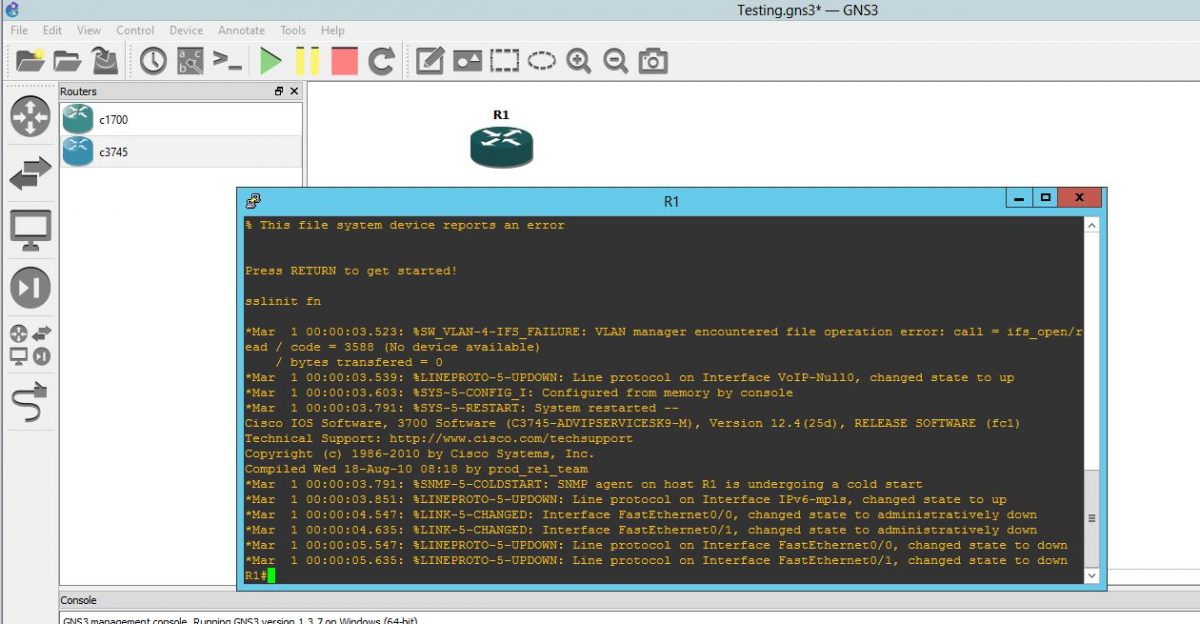 Testing.gns3* — GNS3
File Edit View Control Device Annotate Tools Help
Routers
c1700
c3745
R1
R1
% This file system device reports an error
Press RETURN to get started!
sslinit fn
*Mar  1 00:00:03.523: %SW_VLAN-4-IFS_FAILURE: VLAN manager encountered file operation error: call = ifs_open/r
ead / code = 3588 (No device available)
/ bytes transfered = 0
*Mar  1 00:00:03.539: %LINEPROTO-5-UPDOWN: Line protocol on Interface VoIP-Null0, changed state to up
*Mar  1 00:00:03.603: %SYS-5-CONFIG_I: Configured from memory by console
*Mar  1 00:00:03.791: %SYS-5-RESTART: System restarted --
Cisco IOS Software, 3700 Software (C3745-ADVIPSERVICESK9-M), Version 12.4(25d), RELEASE SOFTWARE (fc1)
Technical Support: http://www.cisco.com/techsupport
Copyright (c) 1986-2010 by Cisco Systems, Inc.
Compiled Wed 18-Aug-10 08:18 by prod_rel_team
*Mar  1 00:00:03.791: %SNMP-5-COLDSTART: SNMP agent on host R1 is undergoing a cold start
*Mar  1 00:00:03.851: %LINEPROTO-5-UPDOWN: Line protocol on Interface IPv6-mpls, changed state to up
*Mar  1 00:00:04.547: %LINK-5-CHANGED: Interface FastEthernet0/0, changed state to administratively down
*Mar  1 00:00:04.635: %LINK-5-CHANGED: Interface FastEthernet0/1, changed state to administratively down
*Mar  1 00:00:05.547: %LINEPROTO-5-UPDOWN: Line protocol on Interface FastEthernet0/0, changed state to down
*Mar  1 00:00:05.635: %LINEPROTO-5-UPDOWN: Line protocol on Interface FastEthernet0/1, changed state to down
R1#
Console
GNS3 management console. Running GNS3 version 1.3.7 on Windows (64-bit)